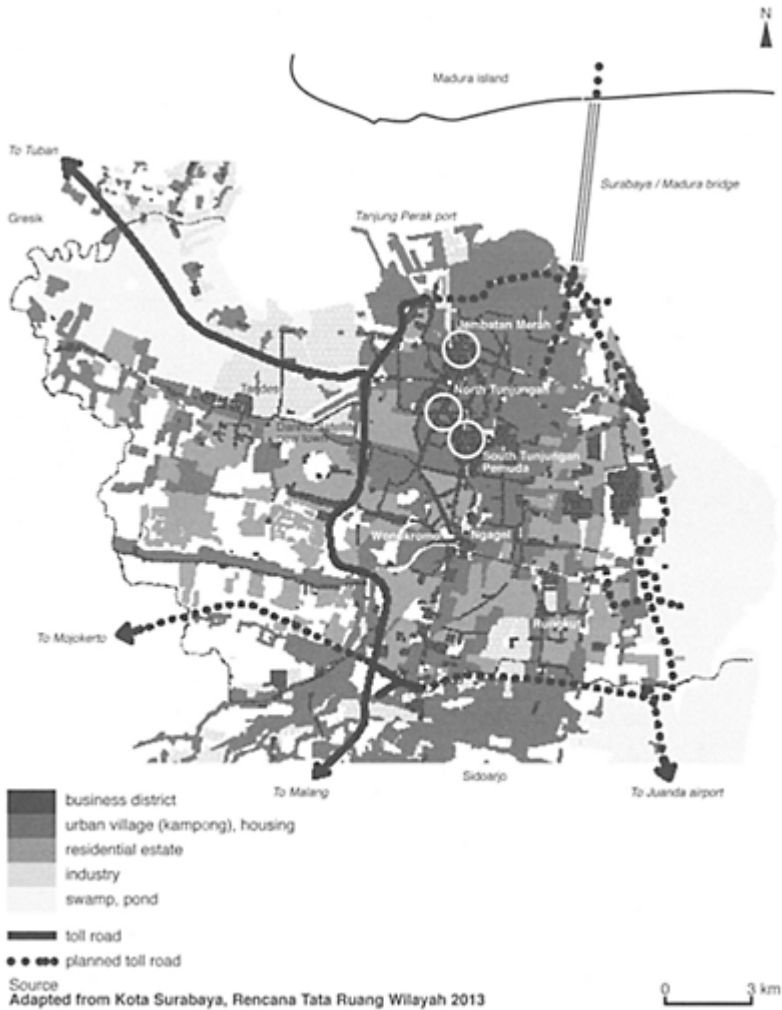 N
Madura island
To Tuban
Surabaya / Madura bridge
Gresik
Tanjung Perak port
Jembatan Merah
North Tunjungan
Tandes
South Tunjungan
Pemuda
Wonokromo
Ngagel
Rungkut
To Mojokerto
Sidoarjo
To Malang
To Juanda airport
business district
urban village (kampong), housing
residential estate
industry
swamp, pond
toll road
planned toll road
Source
Adapted from Kota Surabaya, Rencana Tata Ruang Wilayah 2013
0 3 km